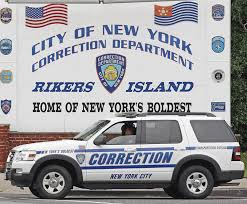 CITY OF NEW YORK
CORRECTION DEPARTMENT
RIKERS ISLAND
HOME OF NEW YORK'S BOLDEST
CORRECTION
NEW YORK CITY